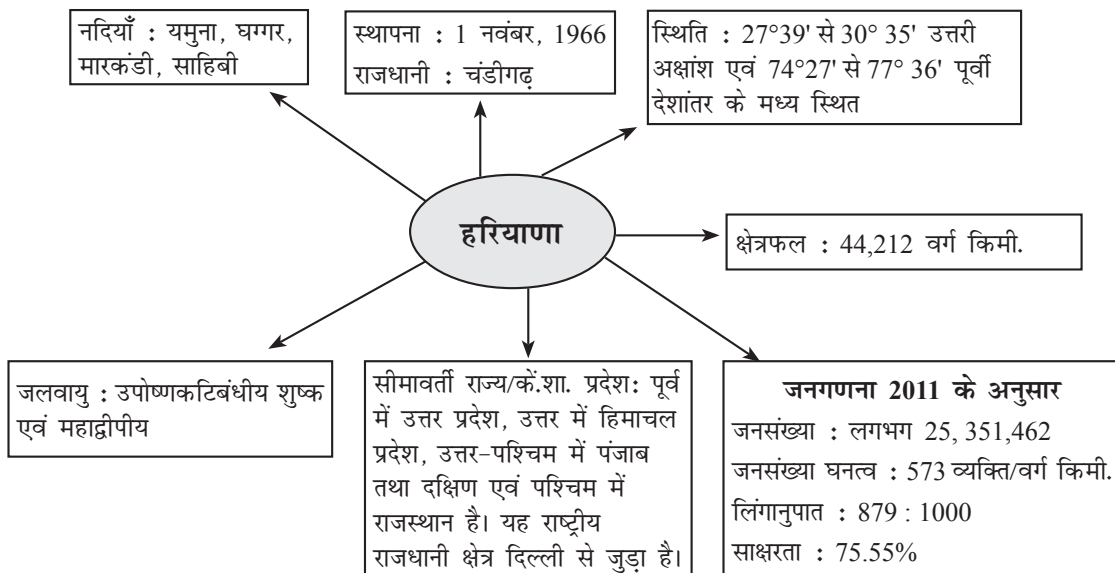 नदियाँ : यमुना, घग्गर,
मारकंडी, साहिबी
स्थापना : 1 नवंबर, 1966
राजधानी : चंडीगढ़
स्थिति : 27°39' से 30° 35' उत्तरी
अक्षांश एवं 74°27' से 77° 36' पूर्वी
देशांतर के मध्य स्थित
हरियाणा
क्षेत्रफल : 44,212 वर्ग किमी.
जलवायु : उपोष्णकटिबंधीय शुष्क
एवं महाद्वीपीय
सीमावर्ती राज्य/कें.शा. प्रदेश: पूर्व
में उत्तर प्रदेश, उत्तर में हिमाचल
प्रदेश, उत्तर-पश्चिम में पंजाब
तथा दक्षिण एवं पश्चिम में
राजस्थान है। यह राष्ट्रीय
राजधानी क्षेत्र दिल्ली से जुड़ा है।
जनगणना 2011 के अनुसार
जनसंख्या : लगभग 25, 351,462
जनसंख्या घनत्व : 573 व्यक्ति/वर्ग किमी.
लिंगानुपात : 879 : 1000
साक्षरता : 75.55%